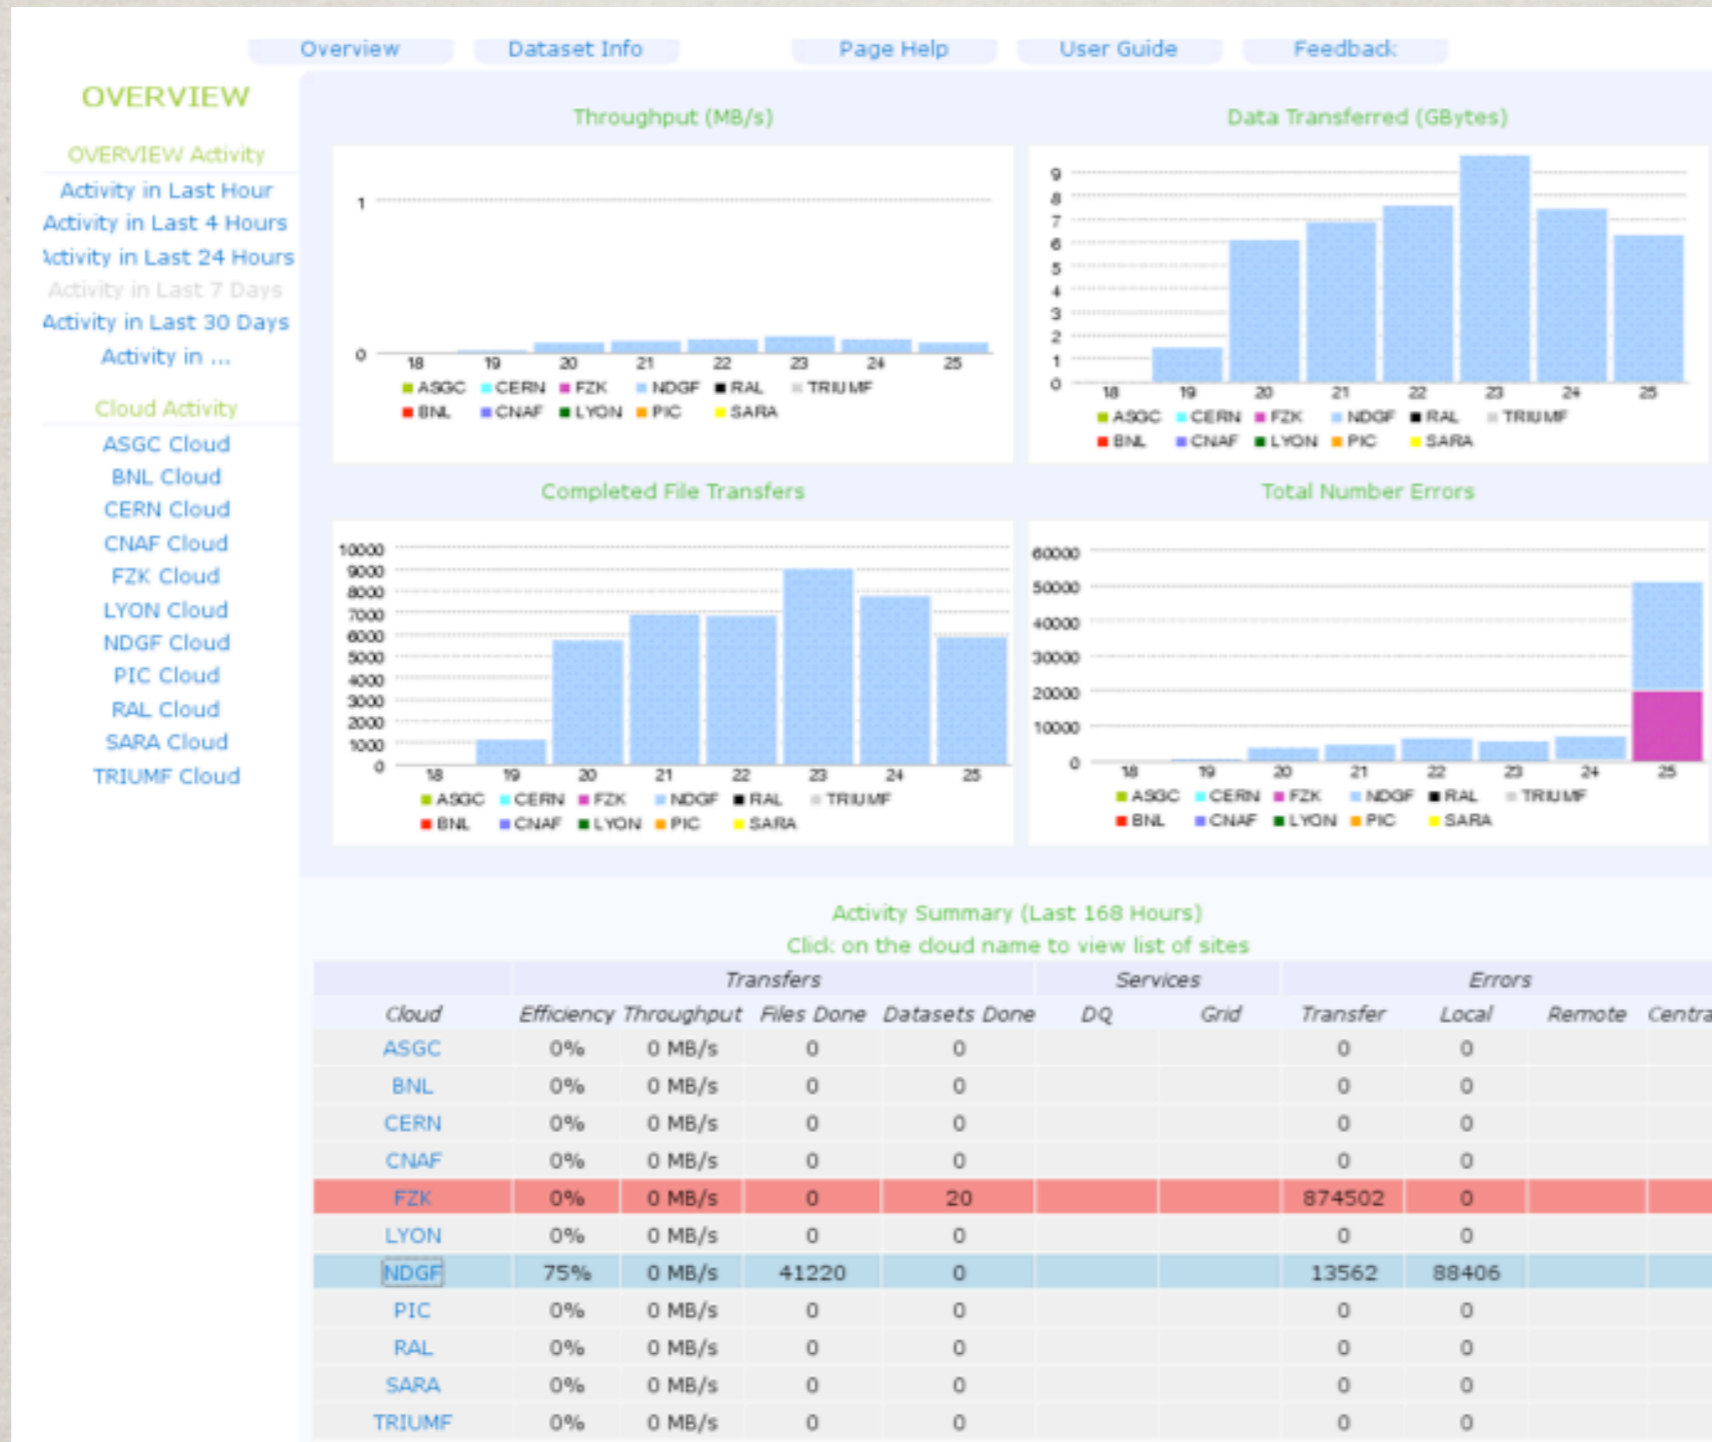 Overview Dataset Info Page Help User Guide Feedback
OVERVIEW
OVERVIEW Activity
Activity in Last Hour
Activity in Last 4 Hours
Activity in Last 24 Hours
Activity in Last 7 Days
Activity in Last 30 Days
Activity in ...
Cloud Activity
ASGC Cloud
BNL Cloud
CERN Cloud
CNAF Cloud
FZK Cloud
LYON Cloud
NDGF Cloud
PIC Cloud
RAL Cloud
SARA Cloud
TRIUMF Cloud
Throughput (MB/s)
1
0
18 19 20 21 22 23 24 25
ASGC CERN FZK NDGF RAL TRIUMF
BNL CNAF LYON PIC SARA
Data Transferred (GBytes)
9
8
7
6
5
4
3
2
1
0
18 19 20 21 22 23 24 25
ASGC CERN FZK NDGF RAL TRIUMF
BNL CNAF LYON PIC SARA
Completed File Transfers
10000
9000
8000
7000
6000
5000
4000
3000
2000
1000
0
18 19 20 21 22 23 24 25
ASGC CERN FZK NDGF RAL TRIUMF
BNL CNAF LYON PIC SARA
Total Number Errors
60000
50000
40000
30000
20000
10000
0
18 19 20 21 22 23 24 25
ASGC CERN FZK NDGF RAL TRIUMF
BNL CNAF LYON PIC SARA
Activity Summary (Last 168 Hours)
Click on the cloud name to view list of sites
Transfers Services Errors
Cloud Efficiency Throughput Files Done Datasets Done DQ Grid Transfer Local Remote Centra
ASGC 0% 0 MB/s 0 0 0 0
BNL 0% 0 MB/s 0 0 0 0
CERN 0% 0 MB/s 0 0 0 0
CNAF 0% 0 MB/s 0 0 0 0
FZK 0% 0 MB/s 0 20 874502 0
LYON 0% 0 MB/s 0 0 0 0
NDGF 75% 0 MB/s 41220 0 13562 88406
PIC 0% 0 MB/s 0 0 0 0
RAL 0% 0 MB/s 0 0 0 0
SARA 0% 0 MB/s 0 0 0 0
TRIUMF 0% 0 MB/s 0 0 0 0